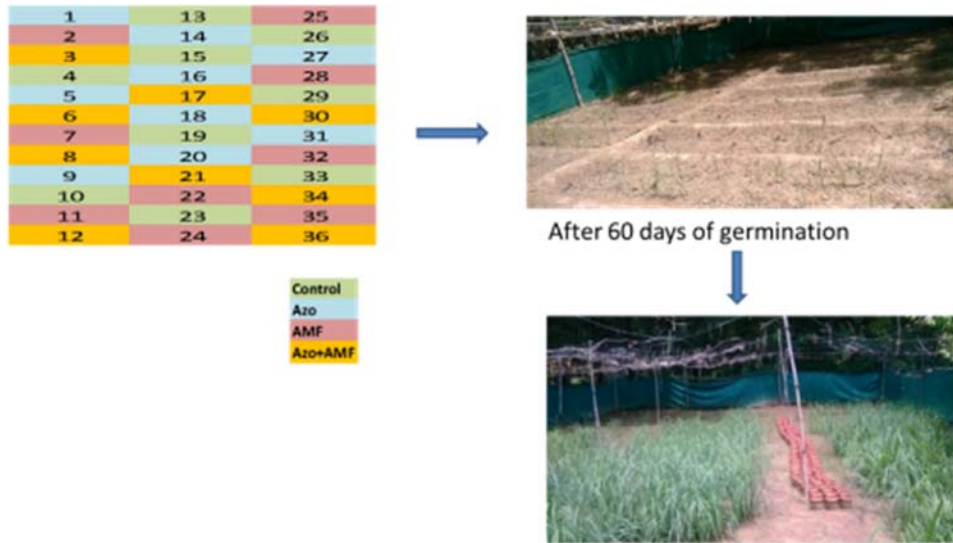 1 13 25
2 14 26
3 15 27
4 16 28
5 17 29
6 18 30
7 19 31
8 20 32
9 21 33
10 22 34
11 23 35
12 24 36
After 60 days of germination
Control
Azo
AMF
Azo+AMF